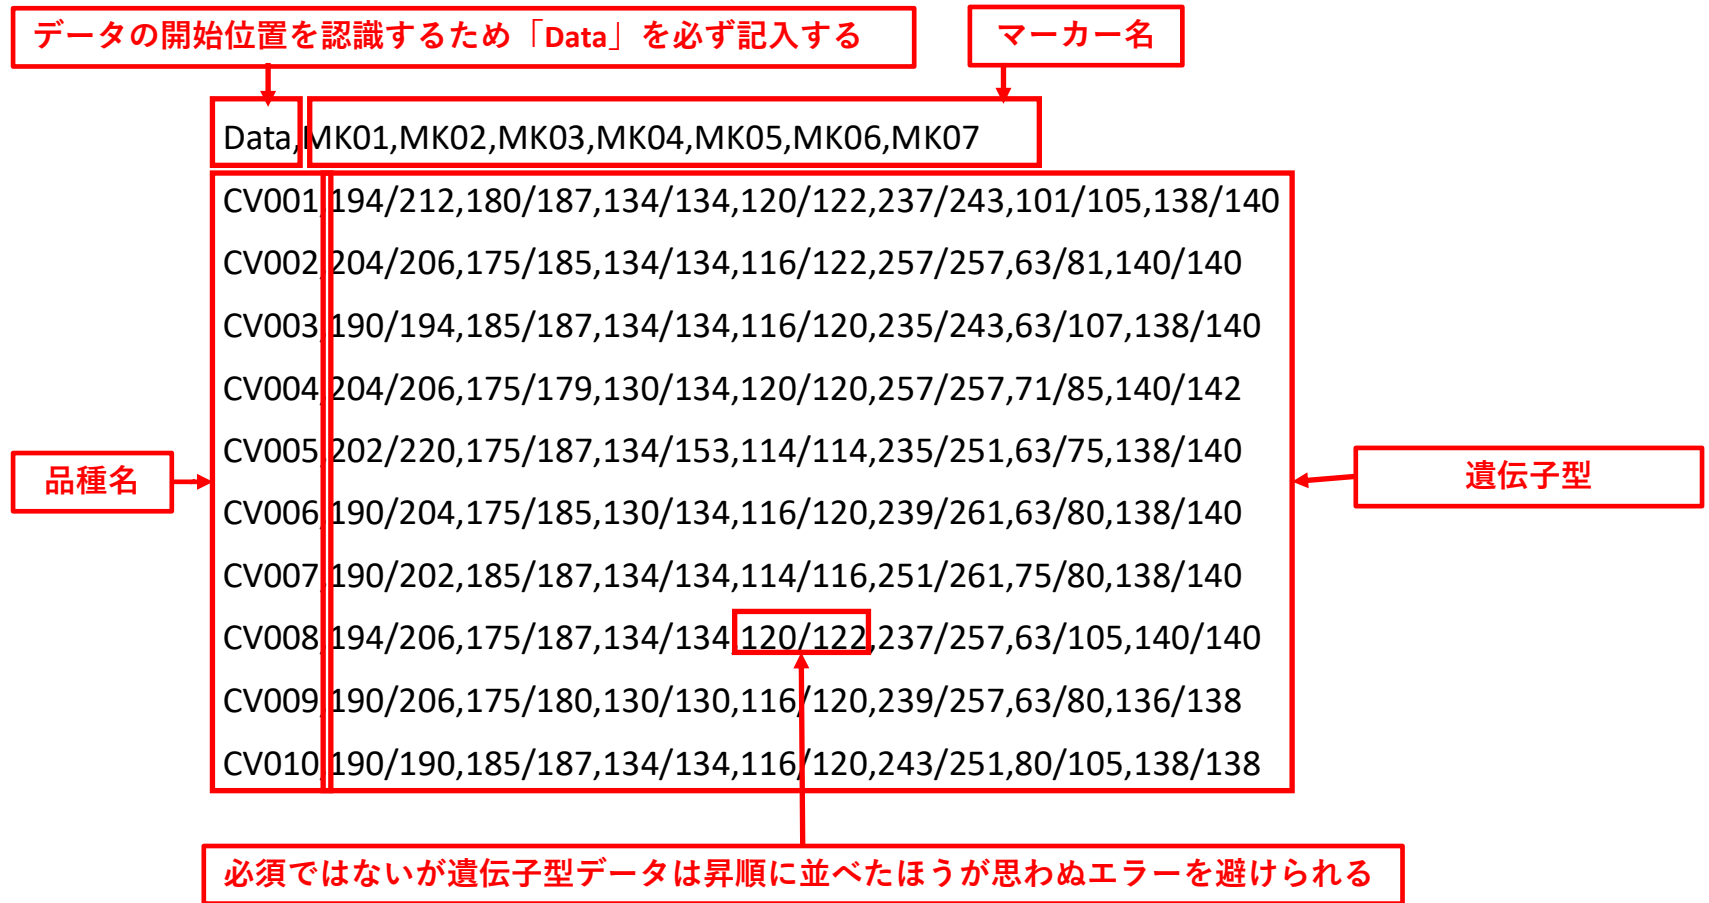 データの開始位置を認識するため「Data」を必ず記入する
マーカー名
Data,MK01,MK02,MK03,MK04,MK05,MK06,MK07
CV001,194/212,180/187,134/134,120/122,237/243,101/105,138/140
CV002,204/206,175/185,134/134,116/122,257/257,63/81,140/140
CV003,190/194,185/187,134/134,116/120,235/243,63/107,138/140
CV004,204/206,175/179,130/134,120/120,257/257,71/85,140/142
CV005,202/220,175/187,134/153,114/114,235/251,63/75,138/140
品種名
遺伝子型
CV006,190/204,175/185,130/134,116/120,239/261,63/80,138/140
CV007,190/202,185/187,134/134,114/116,251/261,75/80,138/140
CV008,194/206,175/187,134/134,120/122,237/257,63/105,140/140
CV009,190/206,175/180,130/130,116/120,239/257,63/80,136/138
CV010,190/190,185/187,134/134,116/120,243/251,80/105,138/138
必須ではないが遺伝子型データは昇順に並べたほうが思わぬエラーを避けられる